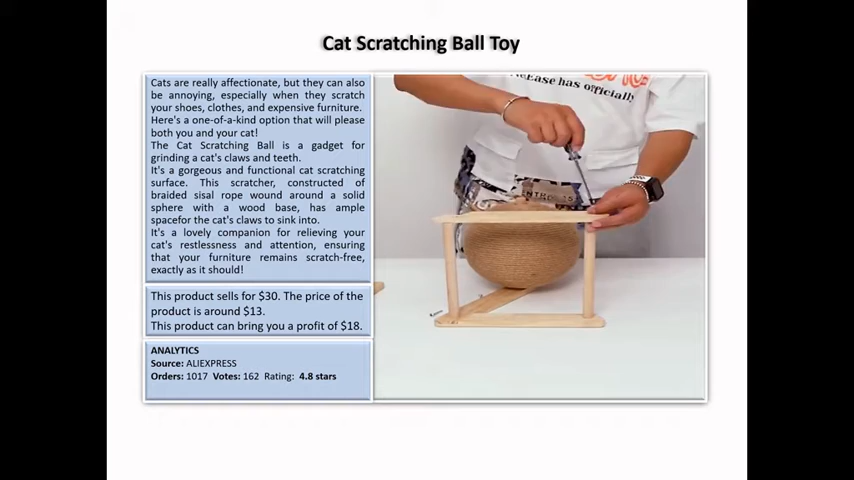 Cat Scratching Ball Toy
Cats are really affectionate, but they can also
be annoying, especially when they scratch
your shoes, clothes, and expensive furniture.
Here's a one-of-a-kind option that will please
both you and your cat!
The Cat Scratching Ball is a gadget for
grinding a cat's claws and teeth.
It's a gorgeous and functional cat scratching
surface. This scratcher, constructed of
braided sisal rope wound around a solid
sphere with a wood base, has ample
spacefor the cat's claws to sink into.
It's a lovely companion for relieving your
cat's restlessness and attention, ensuring
that your furniture remains scratch-free,
exactly as it should!
This product sells for $30. The price of the
product is around $13.
This product can bring you a profit of $18.
ANALYTICS
Source: ALIEXPRESS
Orders: 1017 Votes: 162 Rating: 4.8 stars
has officially